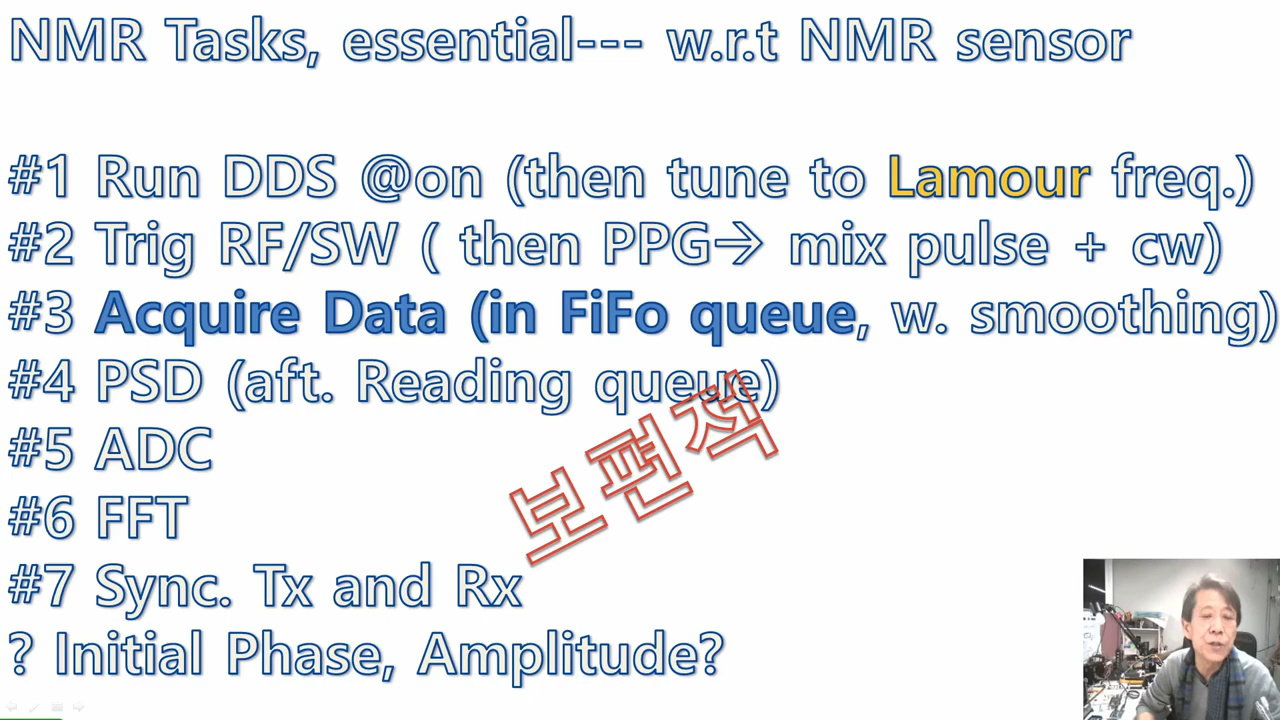 NMR Tasks, essential--- w.r.t NMR sensor
#1 Run DDS @on (then tune to Lamour freq.)
#2 Trig RF/SW ( then PPG→ mix pulse + cw)
#3 Acquire Data (in FiFo queue, w. smoothing)
#4 PSD (aft. Reading queue)
보편적
#5 ADC
#6 FFT
#7 Sync. Tx and Rx
? Initial Phase, Amplitude?